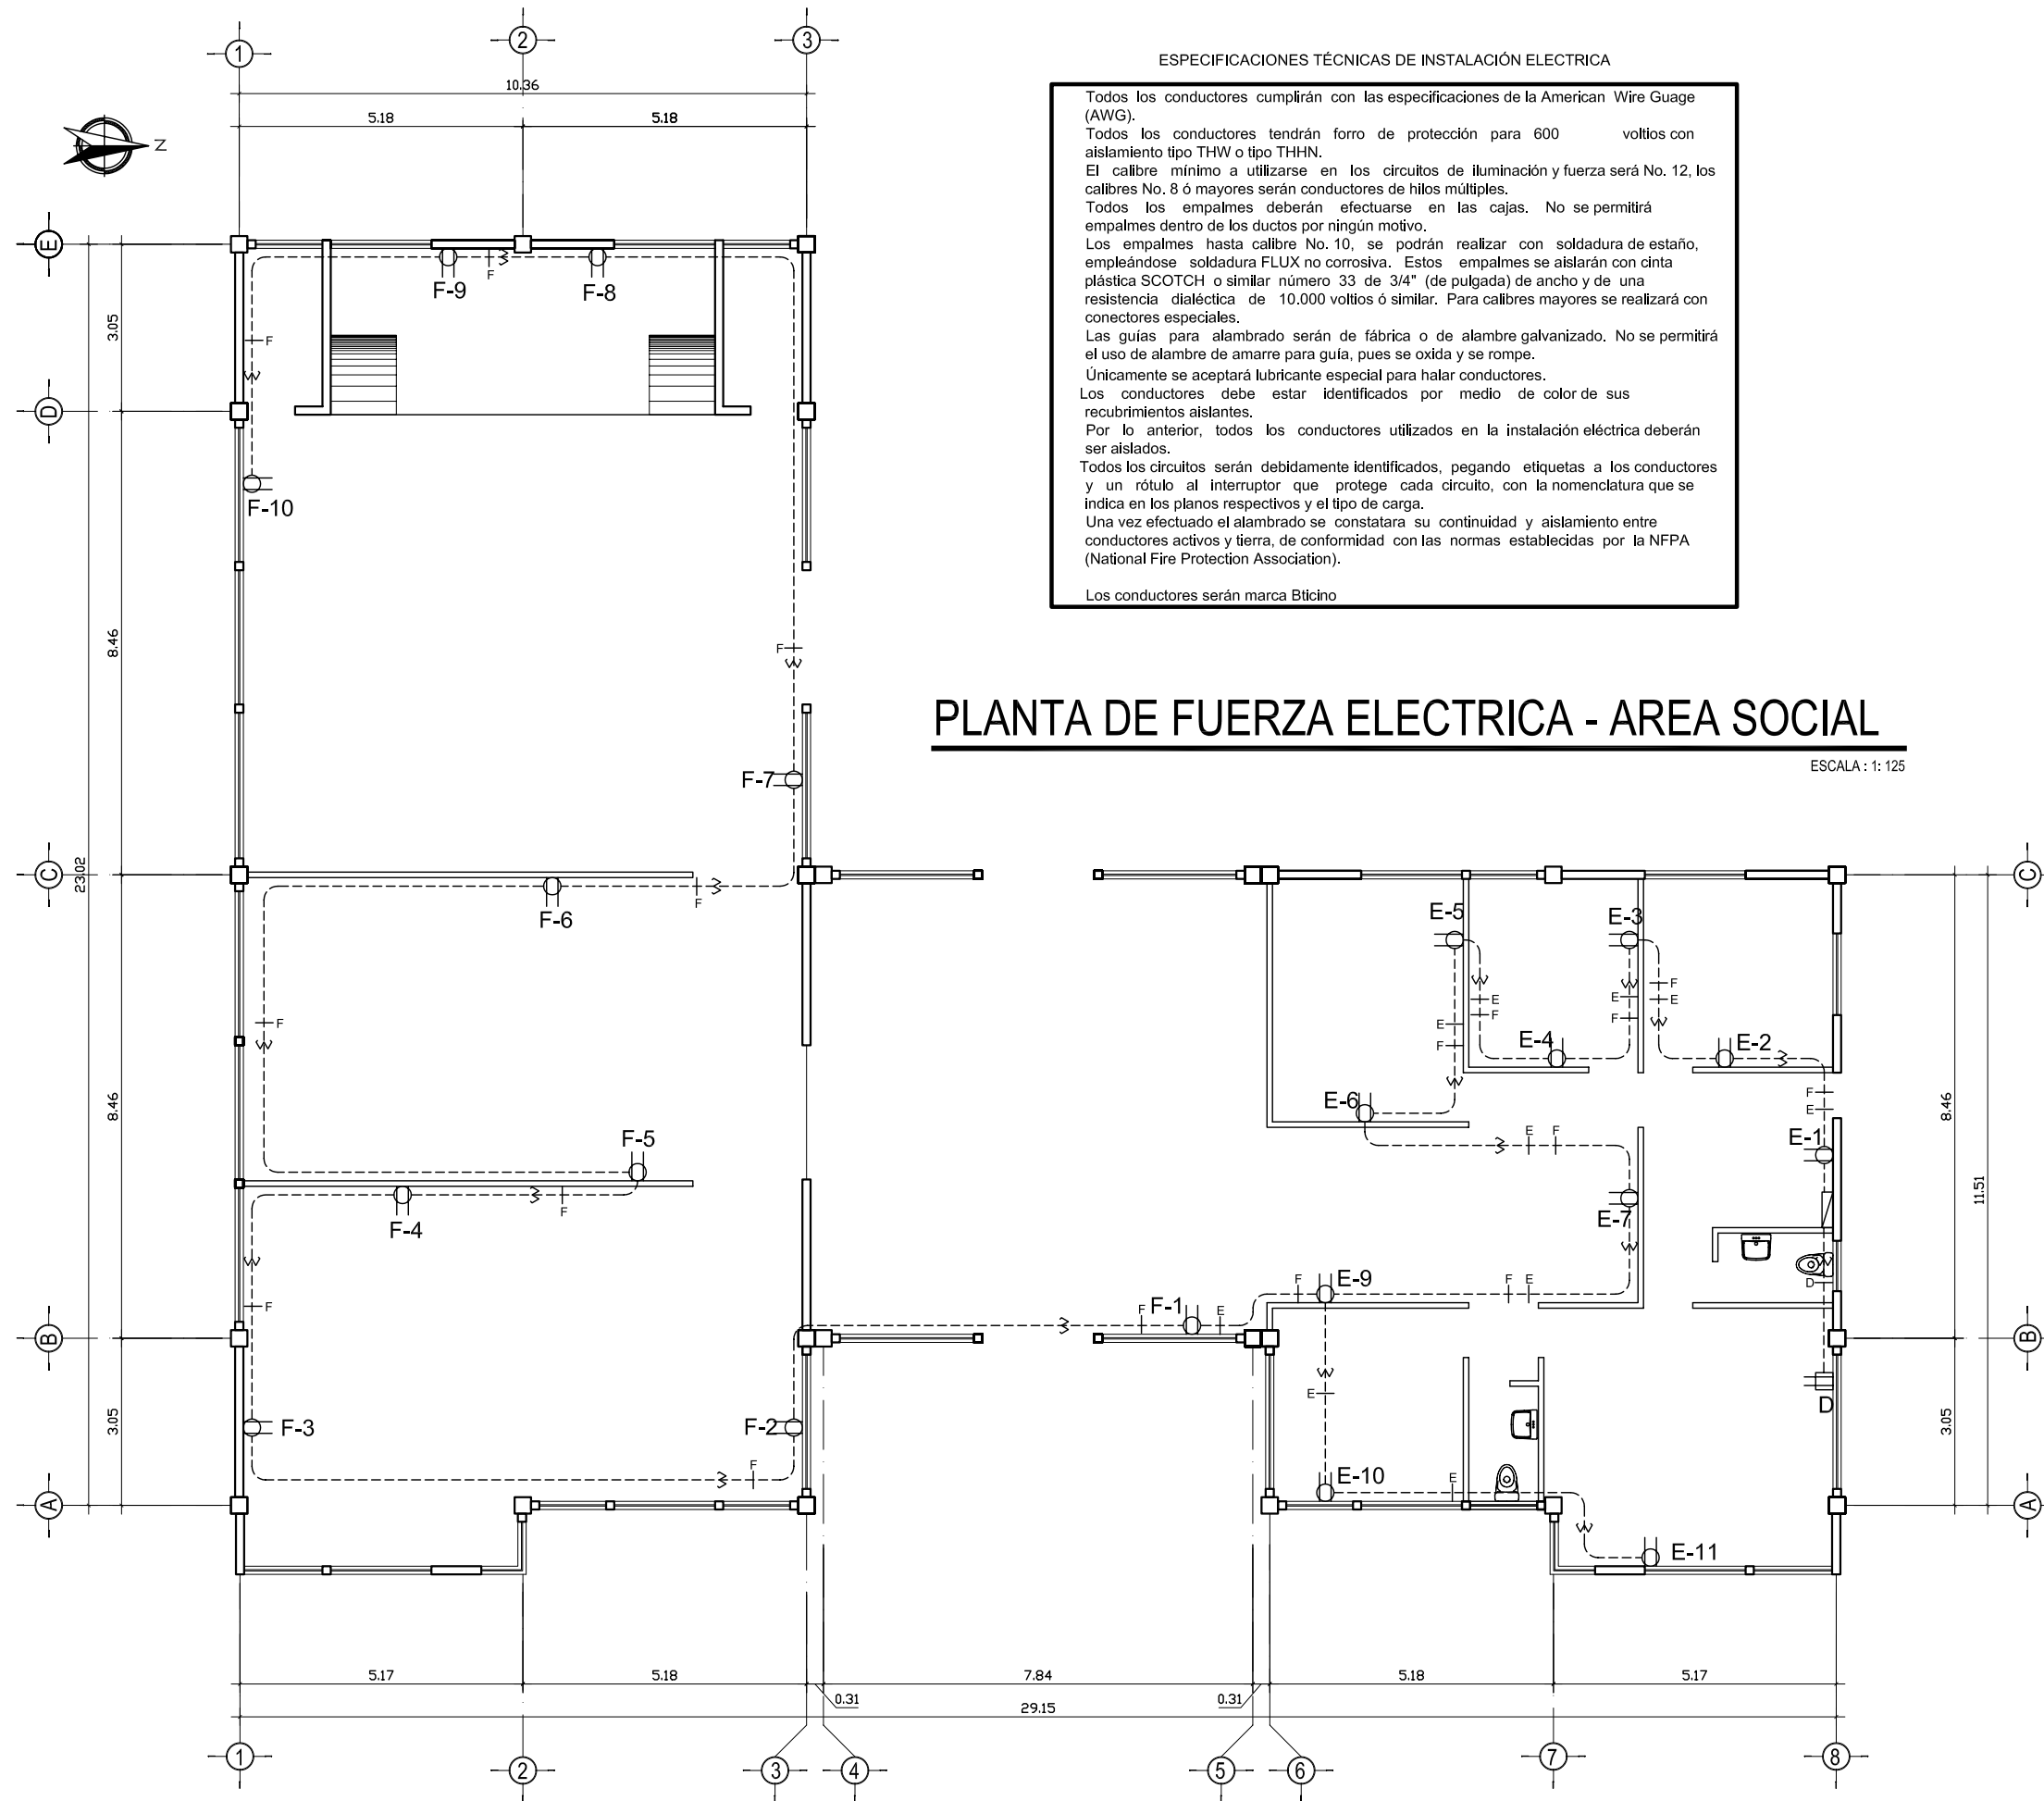 1
2
3
10.36
5.18
5.18
Z
ESPECIFICACIONES TÉCNICAS DE INSTALACIÓN ELECTRICA
Todos los conductores cumplirán con las especificaciones de la American Wire Guage
(AWG).
Todos los conductores tendrán forro de protección para 600 voltios con
aislamiento tipo THW o tipo THHN.
El calibre mínimo a utilizarse en los circuitos de iluminación y fuerza será No. 12, los
calibres No. 8 ó mayores serán conductores de hilos múltiples.
Todos los empalmes deberán efectuarse en las cajas. No se permitirá
empalmes dentro de los ductos por ningún motivo.
Los empalmes hasta calibre No. 10, se podrán realizar con soldadura de estaño,
empleándose soldadura FLUX no corrosiva. Estos empalmes se aislarán con cinta
plástica SCOTCH o similar número 33 de 3/4" (de pulgada) de ancho y de una
resistencia dialéctica de 10.000 voltios ó similar. Para calibres mayores se realizará con
conectores especiales.
Las guías para alambrado serán de fábrica o de alambre galvanizado. No se permitirá
el uso de alambre de amarre para guía, pues se oxida y se rompe.
Únicamente se aceptará lubricante especial para halar conductores.
Los conductores debe estar identificados por medio de color de sus
recubrimientos aislantes.
Por lo anterior, todos los conductores utilizados en la instalación eléctrica deberán
ser aislados.
Todos los circuitos serán debidamente identificados, pegando etiquetas a los conductores
y un rótulo al interruptor que protege cada circuito, con la nomenclatura que se
indica en los planos respectivos y el tipo de carga.
Una vez efectuado el alambrado se constatara su continuidad y aislamiento entre
conductores activos y tierra, de conformidad con las normas establecidas por la NFPA
(National Fire Protection Association).
Los conductores serán marca Bticino
PLANTA DE FUERZA ELECTRICA - AREA SOCIAL
ESCALA : 1: 125
E
D
C
B
A
3.05
8.46
8.46
3.05
23.02
F-9
F
F-8
F
F-10
F
F-7
F-6
F
F
F-5
F-4
F
F
F-3
F-2
F
E-5
E-3
E
F
E
F
F
E
E
F
E-4
E-2
F
E
E-6
E-1
E
F
E-7
E-9
F
F
E
D
F
F-1
E
E
D
E-10
E
E-11
C
B
A
8.46
3.05
11.51
5.17
5.18
7.84
5.18
5.17
0.31
0.31
29.15
1
2
3
4
5
6
7
8